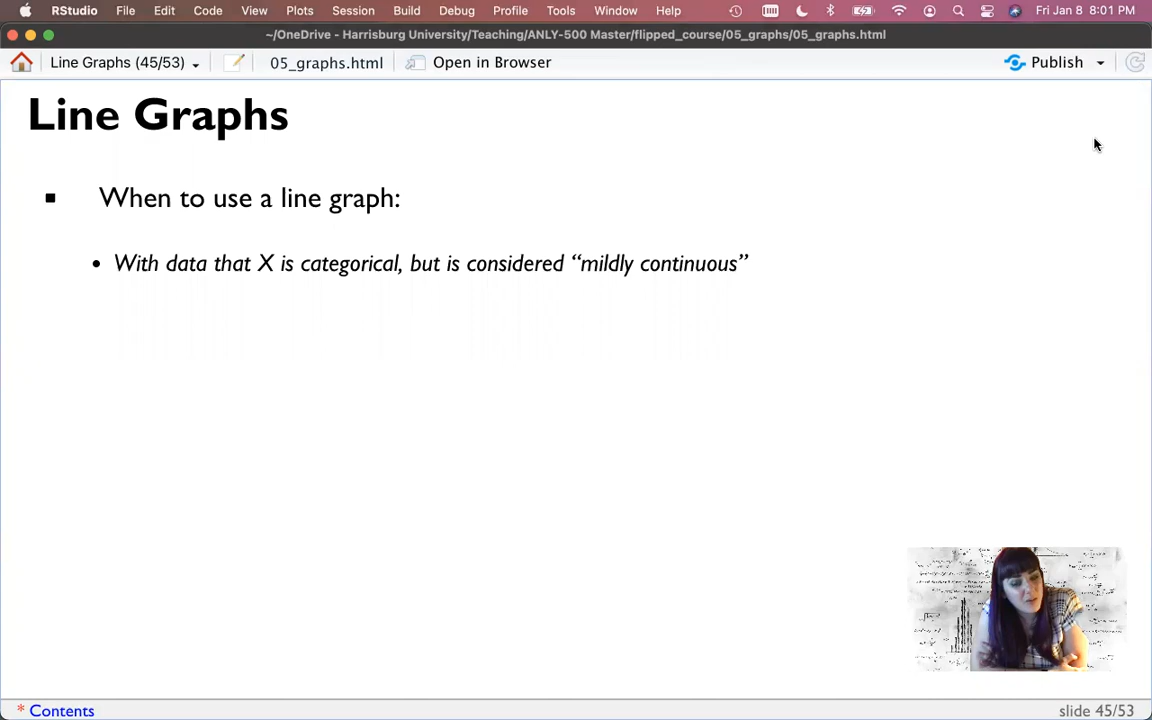 RStudio File Edit Code View Plots Session Build Debug Profile Tools Window Help Fri Jan 8 8:01 PM
~/OneDrive - Harrisburg University/Teaching/ANLY-500 Master/flipped_course/05_graphs/05_graphs.html
Line Graphs (45/53) 05_graphs.html Open in Browser Publish
Line Graphs
When to use a line graph:
With data that X is categorical, but is considered “mildly continuous”
* Contents slide 45/53